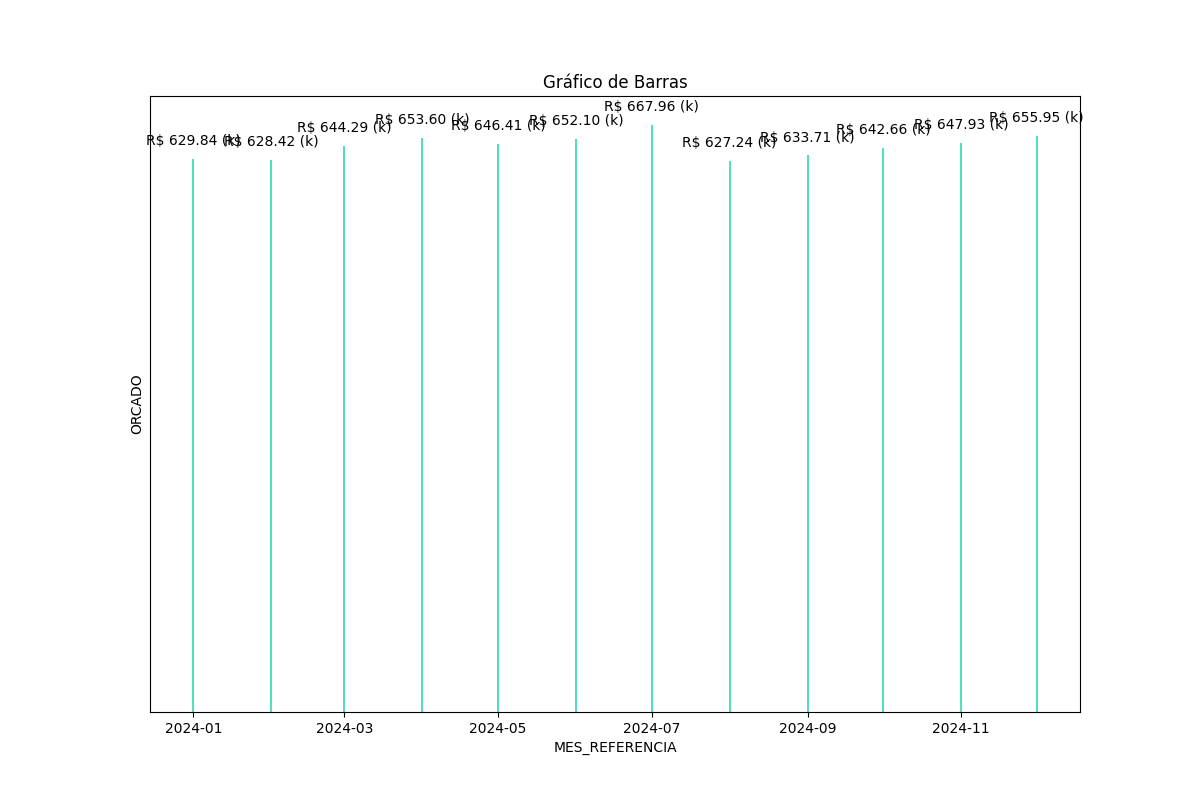 Gráfico de Barras
R$ 629.84 (k)
R$ 628.42 (k)
R$ 644.29 (k)
R$ 653.60 (k)
R$ 646.41 (k)
R$ 652.10 (k)
R$ 667.96 (k)
R$ 627.24 (k)
R$ 633.71 (k)
R$ 642.66 (k)
R$ 647.93 (k)
R$ 655.95 (k)
ORCADO
2024-01 2024-03 2024-05 2024-07 2024-09 2024-11
MES_REFERENCIA